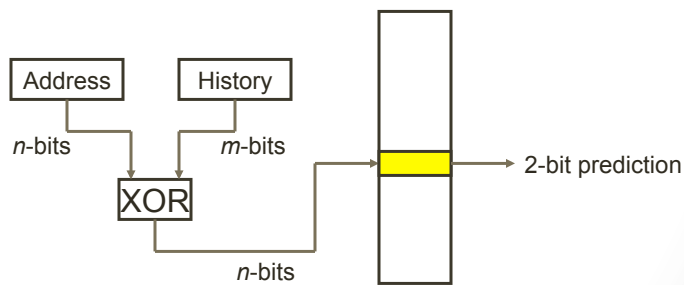 Address
History
n-bits
m-bits
2-bit prediction
XOR
n-bits